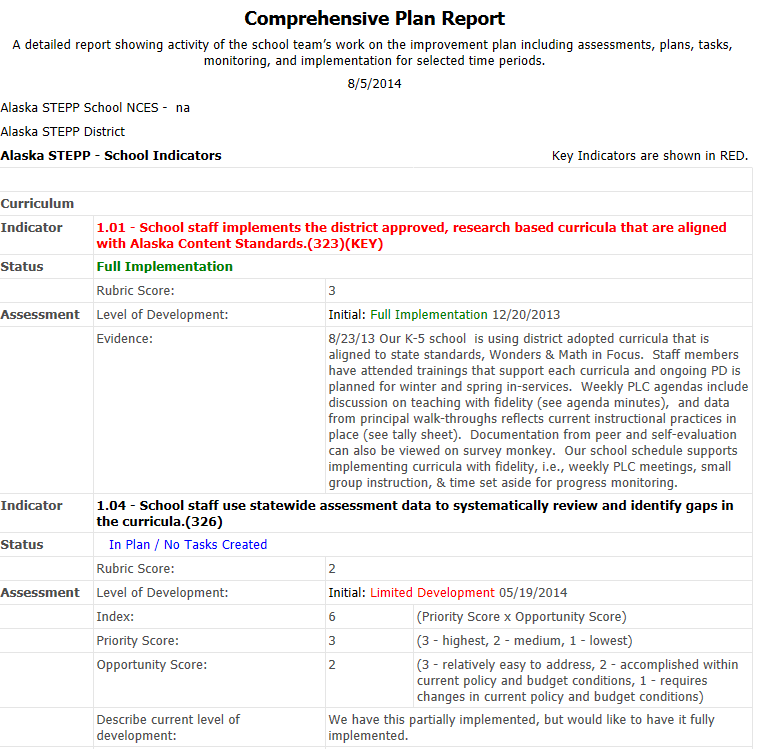 Comprehensive Plan Report
A detailed report showing activity of the school team's work on the improvement plan including assessments, plans, tasks,
monitoring, and implementation for selected time periods.
8/5/2014
Alaska STEPP School NCES - na
Alaska STEPP District
Alaska STEPP - School Indicators Key Indicators are shown in RED.
Curriculum
Indicator 1.01 - School staff implements the district approved, research based curricula that are aligned
with Alaska Content Standards.(323)(KEY)
Status Full Implementation
Rubric Score: 3
Assessment Level of Development: Initial: Full Implementation 12/20/2013
Evidence: 8/23/13 Our K-5 school is using district adopted curricula that is
aligned to state standards, Wonders & Math in Focus. Staff members
have attended trainings that support each curricula and ongoing PD is
planned for winter and spring in-services. Weekly PLC agendas include
discussion on teaching with fidelity (see agenda minutes), and data
from principal walk-throughs reflects current instructional practices in
place (see tally sheet). Documentation from peer and self-evaluation
can also be viewed on survey monkey. Our school schedule supports
implementing curricula with fidelity, i.e., weekly PLC meetings, small
group instruction, & time set aside for progress monitoring.
Indicator 1.04 - School staff use statewide assessment data to systematically review and identify gaps in
the curricula.(326)
Status In Plan / No Tasks Created
Rubric Score: 2
Assessment Level of Development: Initial: Limited Development 05/19/2014
Index: 6 (Priority Score x Opportunity Score)
Priority Score: 3 (3 - highest, 2 - medium, 1 - lowest)
Opportunity Score: 2 (3 - relatively easy to address, 2 - accomplished within
current policy and budget conditions, 1 - requires
changes in current policy and budget conditions)
Describe current level of We have this partially implemented, but would like to have it fully
development: implemented.